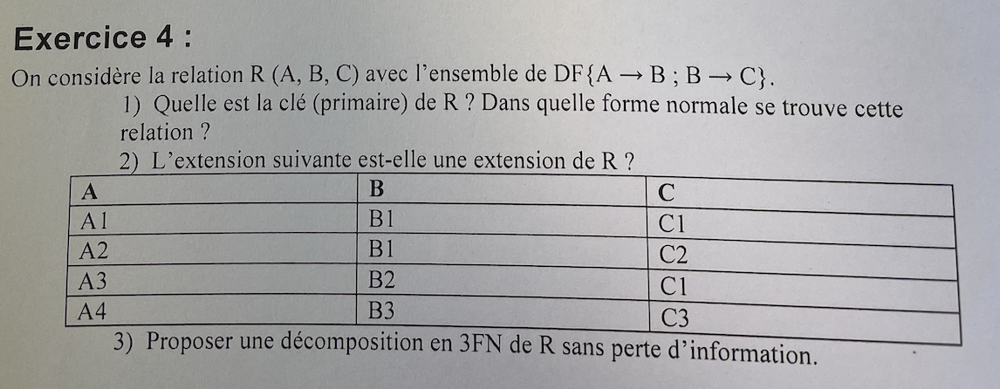 Exercice 4 :
On considère la relation R (A, B, C) avec l'ensemble de DF{A → B ; B → C}.
1) Quelle est la clé (primaire) de R ? Dans quelle forme normale se trouve cette
relation ?
2) L'extension suivante est-elle une extension de R ?
A B C
A1 B1 C1
A2 B1 C2
A3 B2 C1
A4 B3 C3
3) Proposer une décomposition en 3FN de R sans perte d'information.